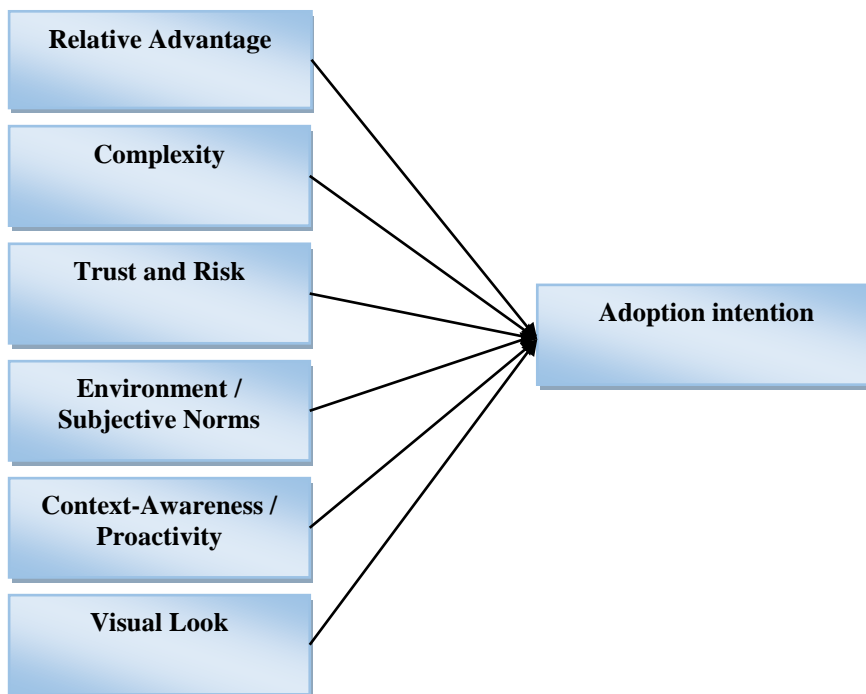 Relative Advantage
Complexity
Trust and Risk
Environment /
Subjective Norms
Context-Awareness /
Proactivity
Visual Look
Adoption intention